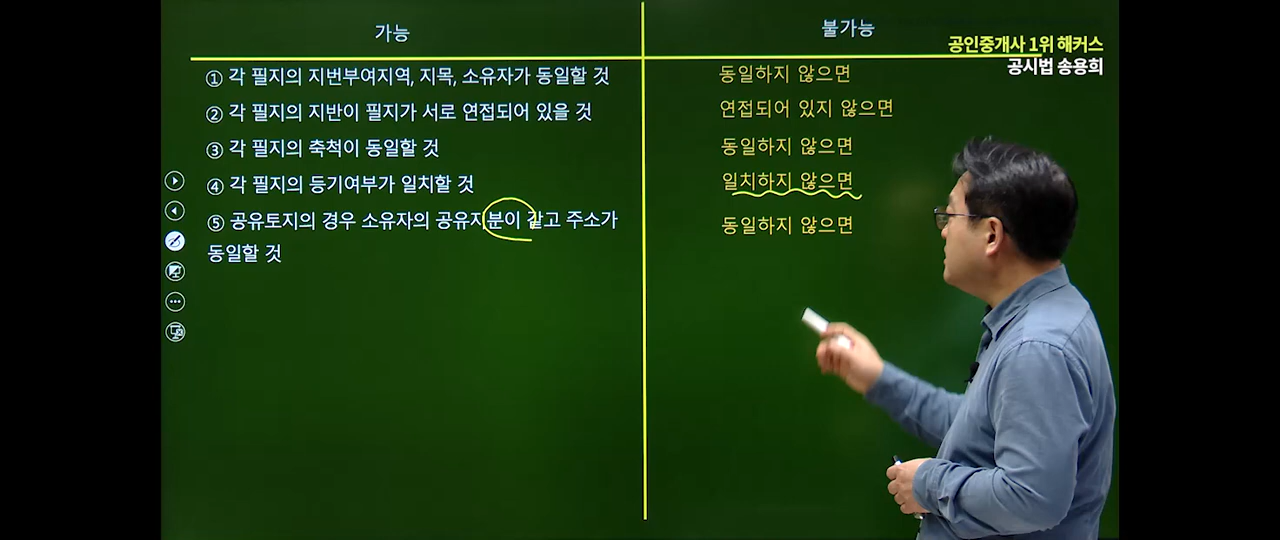 가능
불가능
공인중개사 1위 해커스
공시법 송용희
① 각 필지의 지번부여지역, 지목, 소유자가 동일할 것
동일하지 않으면
② 각 필지의 지반이 필지가 서로 연접되어 있을 것
연접되어 있지 않으면
③ 각 필지의 축척이 동일할 것
동일하지 않으면
④ 각 필지의 등기여부가 일치할 것
일치하지 않으면
⑤ 공유토지의 경우 소유자의 공유지분이 같고 주소가
동일할 것
동일하지 않으면